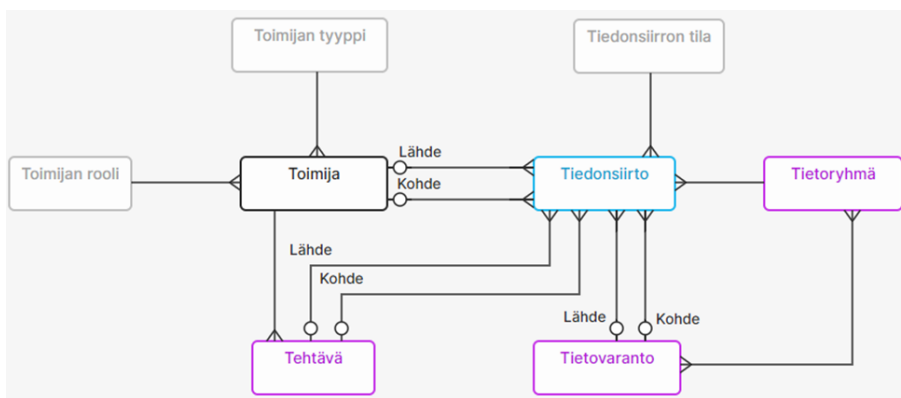 Toimijan tyyppi
Tiedonsiirron tila
Toimijan rooli
Toimija
Lähde
Kohde
Tiedonsiirto
Tietoryhmä
Lähde
Kohde
Lähde
Kohde
Tehtävä
Tietovaranto